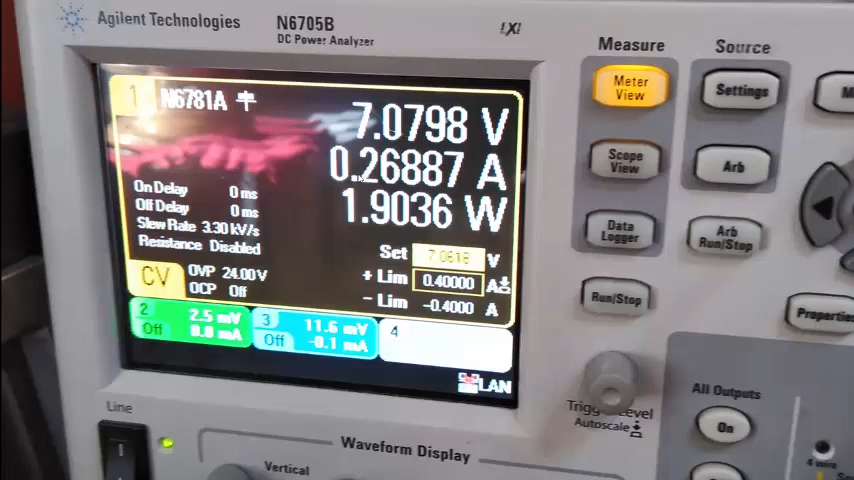 Agilent Technologies
N6705B
DC Power Analyzer
LXI
Measure
Source
Meter View
Settings
Scope View
Arb
Data Logger
Arb Run/Stop
Run/Stop
Properties
Trigg Level
Autoscale
All Outputs
On
4 wire
1 N6781A
7.0798 V
0.26887 A
1.9036 W
On Delay 0 ms
Off Delay 0 ms
Slew Rate 3.30 kV/s
Resistance Disabled
Set V
+ Lim 0.40000 A
− Lim −0.4000 A
CV
OVP 24.00 V
OCP Off
2 2.5 mV
Off 0.0 mA
3 11.6 mV
Off -0.1 mA
4
LAN
Line
Waveform Display
Vertical